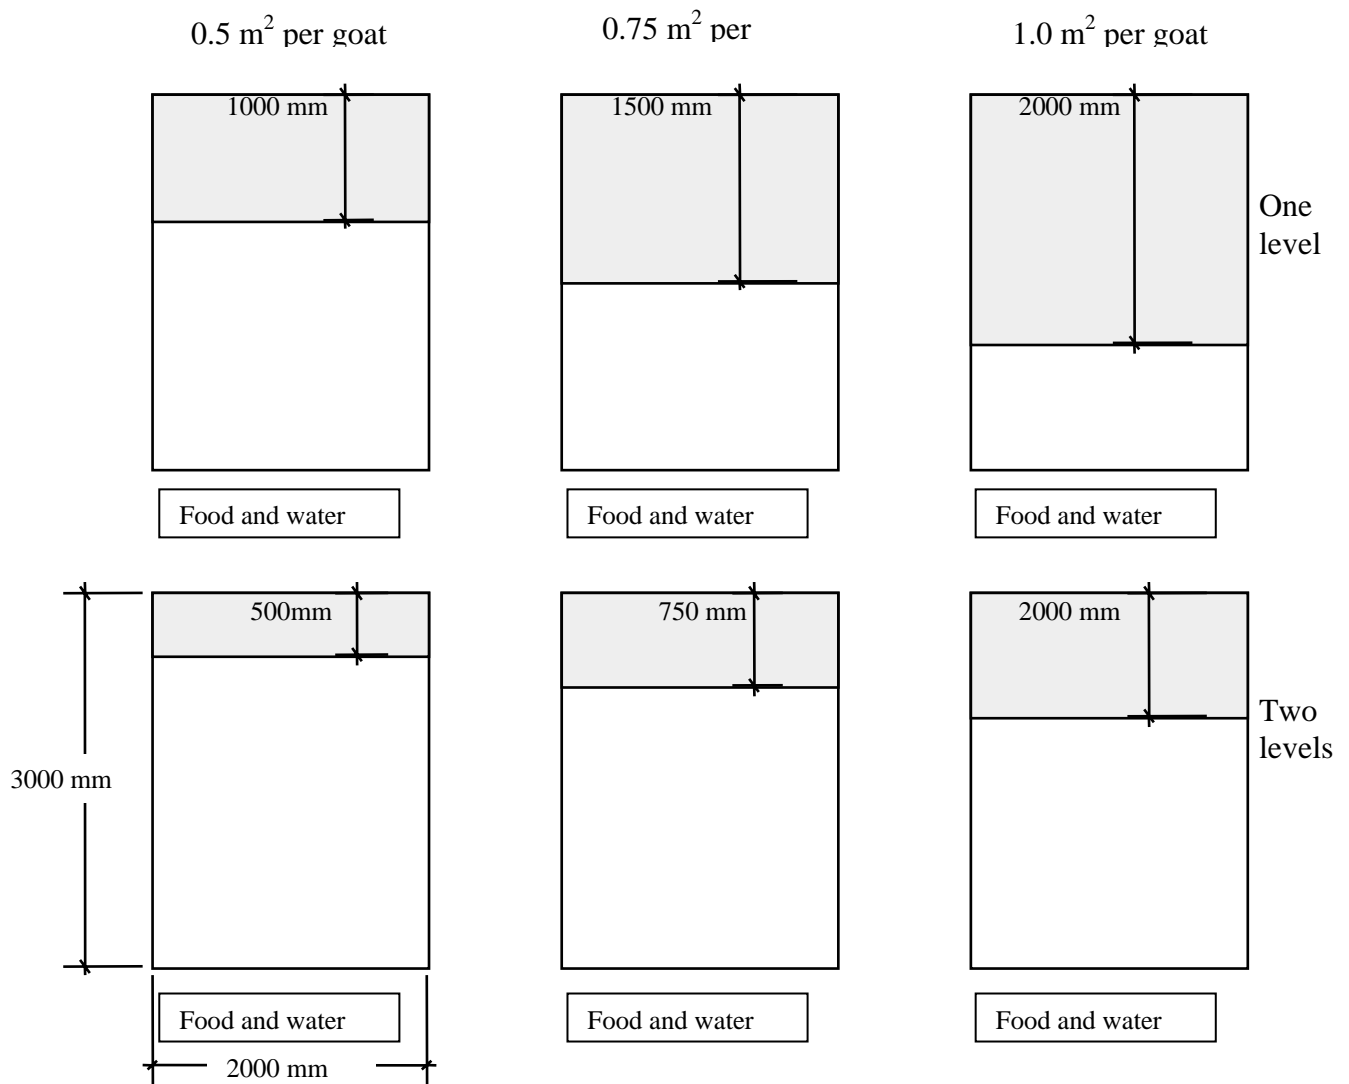 0.5 m² per goat
0.75 m² per
1.0 m² per goat
1000 mm
1500 mm
2000 mm
One
level
Food and water
Food and water
Food and water
500mm
750 mm
2000 mm
Two
levels
3000 mm
Food and water
Food and water
Food and water
2000 mm